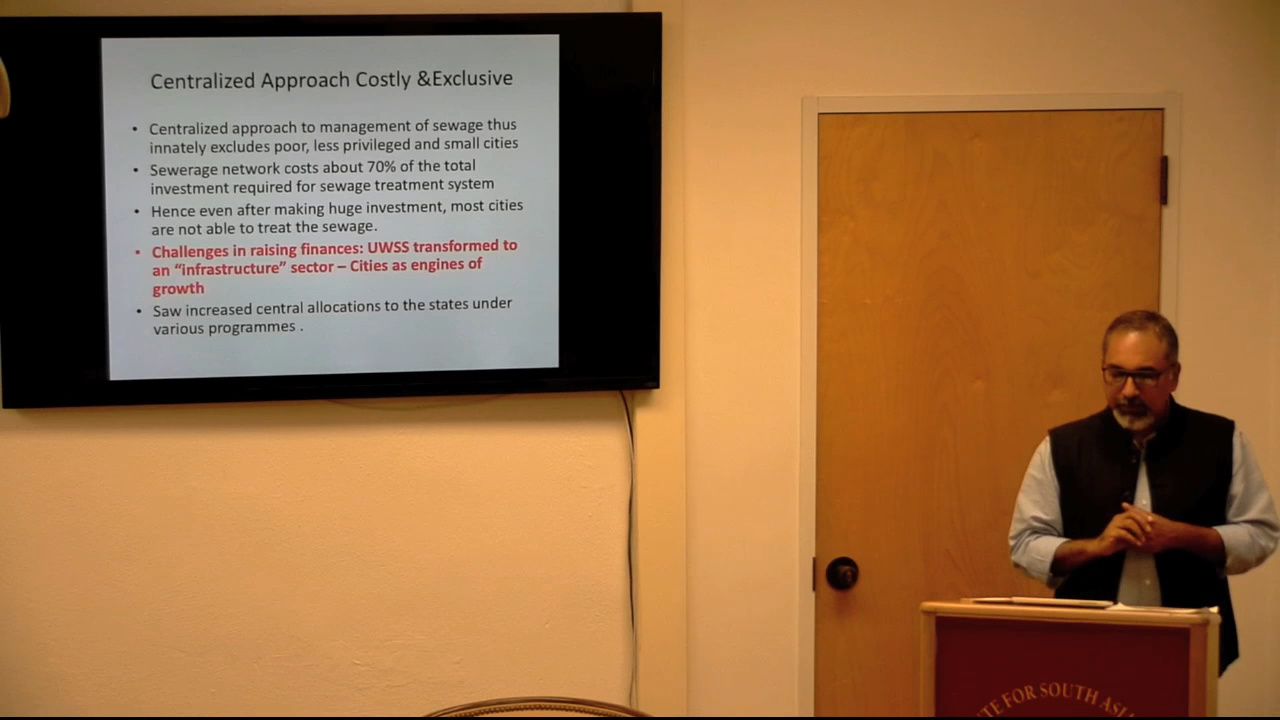 Centralized Approach Costly &Exclusive
• Centralized approach to management of sewage thus
innately excludes poor, less privileged and small cities
• Sewerage network costs about 70% of the total
investment required for sewage treatment system
• Hence even after making huge investment, most cities
are not able to treat the sewage.
• Challenges in raising finances: UWSS transformed to
an “infrastructure” sector – Cities as engines of
growth
• Saw increased central allocations to the states under
various programmes .
FOR SOUTH